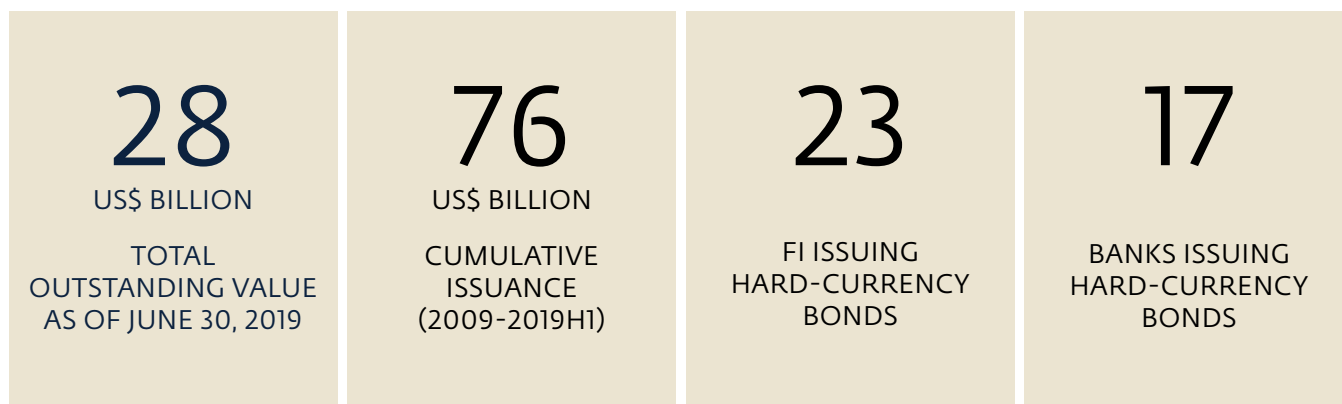 28
US$ BILLION
TOTAL
OUTSTANDING VALUE
AS OF JUNE 30, 2019
76
US$ BILLION
CUMULATIVE
ISSUANCE
(2009-2019H1)
23
FI ISSUING
HARD-CURRENCY
BONDS
17
BANKS ISSUING
HARD-CURRENCY
BONDS